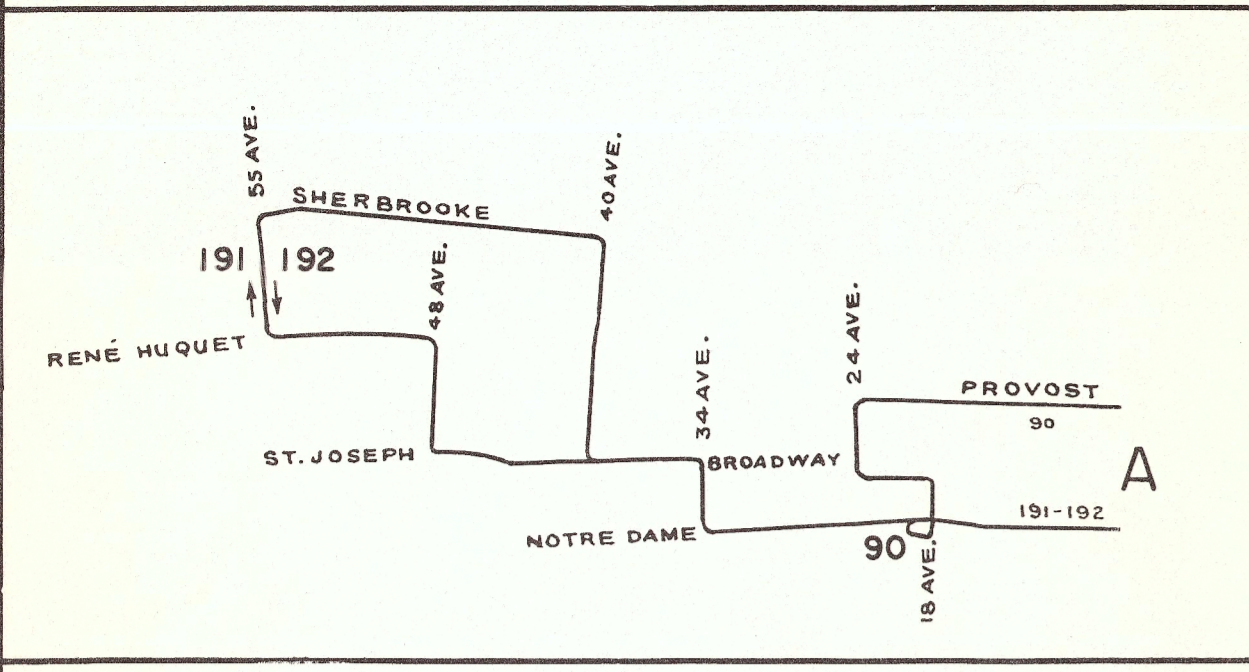 55 AVE.
SHERBROOKE
40 AVE.
191
192
48 AVE.
RENÉ HUQUET
24 AVE.
34 AVE.
PROVOST
90
ST. JOSEPH
BROADWAY
A
191-192
NOTRE DAME
90
18 AVE.